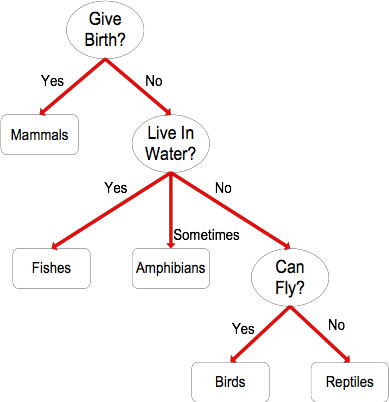 Give
Birth?
Yes
No
Mammals
Live In
Water?
Yes
No
Sometimes
Fishes
Amphibians
Can
Fly?
Yes
No
Birds
Reptiles